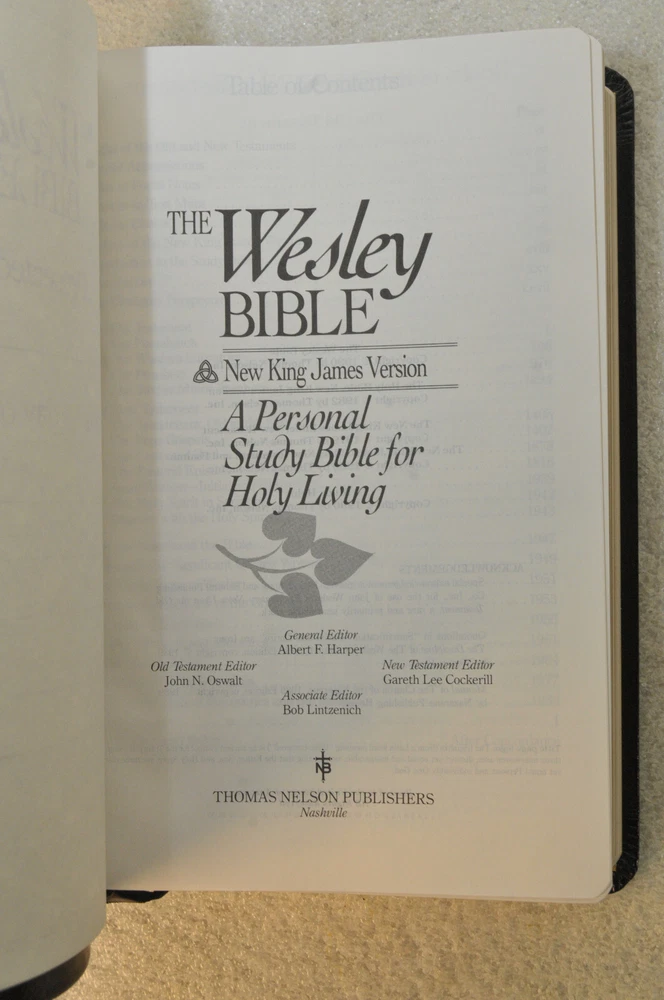 THE Wesley
BIBLE
New King James Version
A Personal
Study Bible for
Holy Living
General Editor
Albert F. Harper
Old Testament Editor
John N. Oswalt
New Testament Editor
Gareth Lee Cockerill
Associate Editor
Bob Lintzenich
NB
THOMAS NELSON PUBLISHERS
Nashville